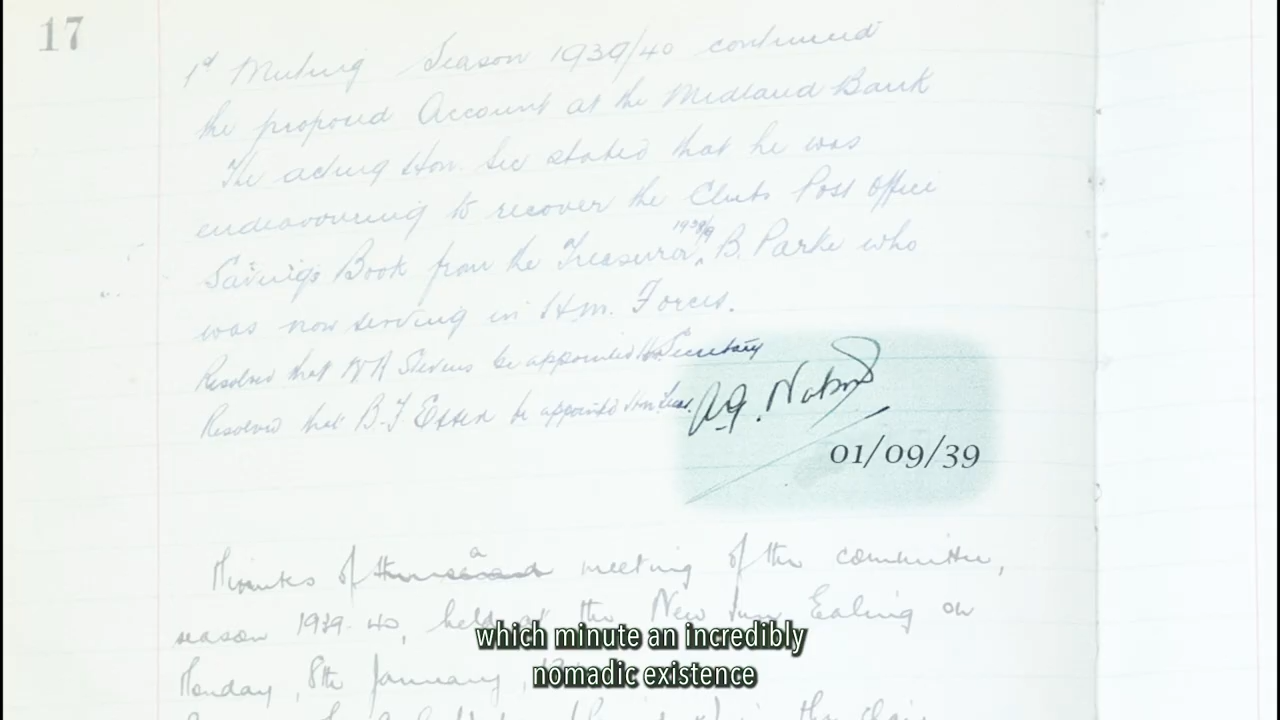 17
1st Meeting Season 1939/40 continued
the proposed Account at the Midland Bank
The acting Hon. Sec stated that he was
endeavouring to recover the Clubs Post Office
Savings Book from the Treasurer, 1938/9 B. Parke who
was now serving in H.M. Forces.
Resolved that W R Stevens be appointed Hon Secretary
Resolved that B. F Essex be appointed Hon Treas.
01/09/39
Minutes of a meeting of the committee,
season 1939-40, held at the New Inn Ealing on
Monday, 8th January,
in the Chair
which minute an incredibly
nomadic existence